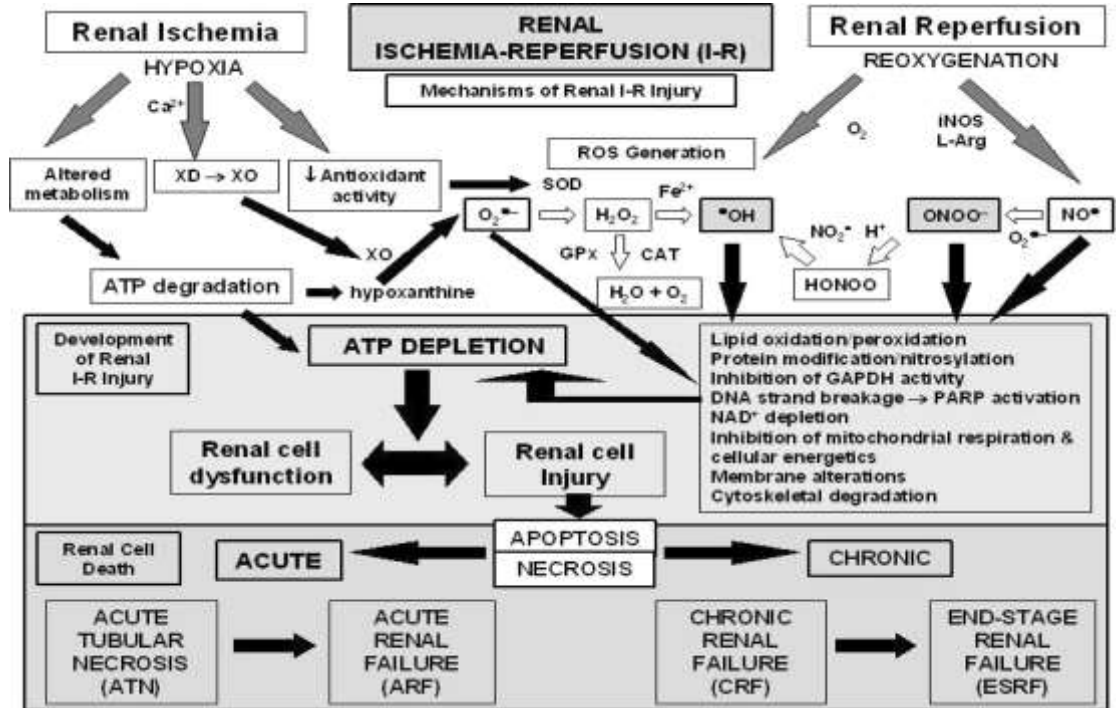 Renal Ischemia
HYPOXIA
RENAL
ISCHEMIA-REPERFUSION (I-R)
Mechanisms of Renal I-R Injury
Renal Reperfusion
REOXYGENATION
Ca²⁺
O₂
iNOS
L-Arg
Altered
metabolism
XD → XO
↓ Antioxidant
activity
ROS Generation
SOD
Fe²⁺
O₂•−
H₂O₂
•OH
ONOO−
NO•
XO
GPx
CAT
NO₂•
H⁺
O₂•−
ATP degradation
hypoxanthine
H₂O + O₂
HONOO
Development
of Renal
I-R Injury
ATP DEPLETION
Lipid oxidation/peroxidation
Protein modification/nitrosylation
Inhibition of GAPDH activity
DNA strand breakage → PARP activation
NAD⁺ depletion
Inhibition of mitochondrial respiration &
cellular energetics
Membrane alterations
Cytoskeletal degradation
Renal cell
dysfunction
Renal cell
Injury
Renal Cell
Death
ACUTE
APOPTOSIS
NECROSIS
CHRONIC
ACUTE
TUBULAR
NECROSIS
(ATN)
ACUTE
RENAL
FAILURE
(ARF)
CHRONIC
RENAL
FAILURE
(CRF)
END-STAGE
RENAL
FAILURE
(ESRF)